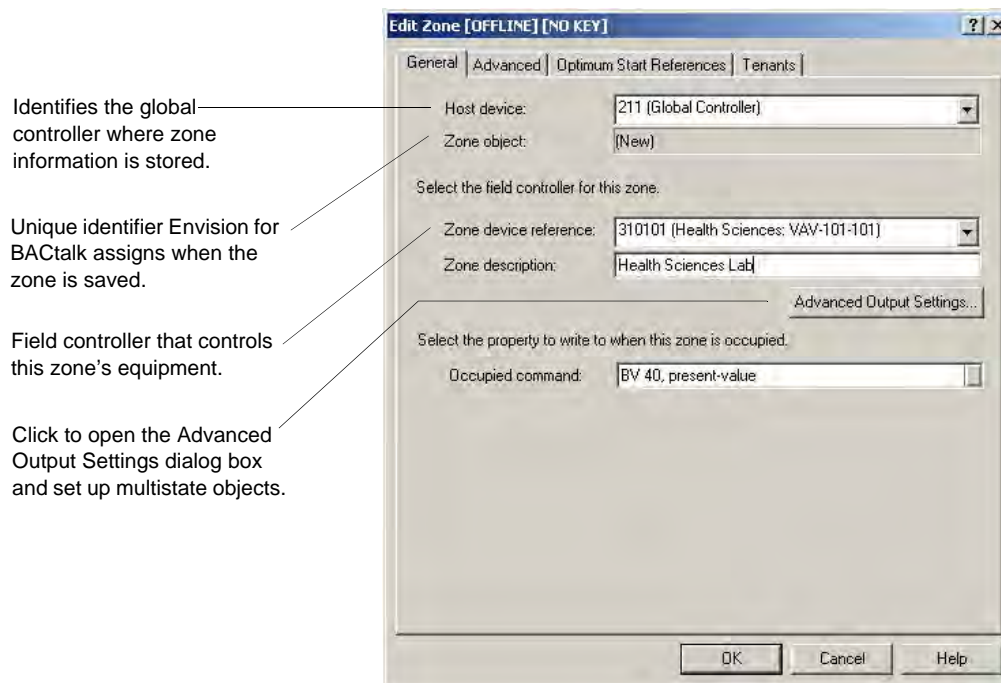 Edit Zone [OFFLINE] [NO KEY]
General
Advanced
Optimum Start References
Tenants
Identifies the global
controller where zone
information is stored.
Host device:
211 (Global Controller)
Zone object:
(New)
Select the field controller for this zone.
Unique identifier Envision for
BACtalk assigns when the
zone is saved.
Zone device reference:
310101 (Health Sciences: VAV-101-101)
Zone description:
Health Sciences Lab
Advanced Output Settings...
Field controller that controls
this zone’s equipment.
Select the property to write to when this zone is occupied.
Occupied command:
BV 40, present-value
Click to open the Advanced
Output Settings dialog box
and set up multistate objects.
OK
Cancel
Help